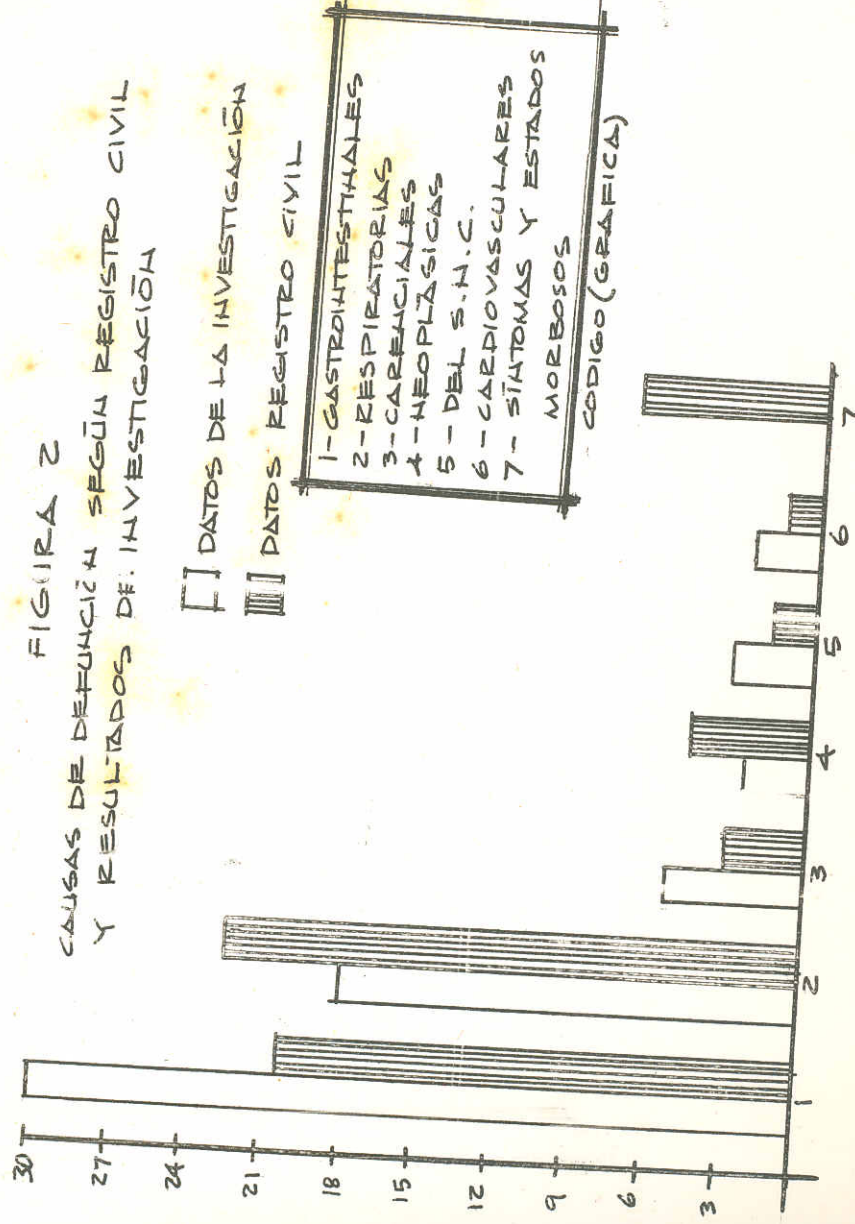 FIGURA 2
CAUSAS DE DEFUNCIÓN SEGÚN REGISTRO CIVIL
Y RESULTADOS DE INVESTIGACIÓN
DATOS DE LA INVESTIGACIÓN
DATOS REGISTRO CIVIL
1-GASTROINTESTINALES
2-RESPIRATORIAS
3-CARENCIALES
4-NEOPLÁSICAS
5-DEL S.N.C.
6-CARDIOVASCULARES
7-SÍNTOMAS Y ESTADOS
MORBOSOS
CODIGO (GRAFICA)
30
27
24
21
18
15
12
9
6
3
1 2 3 4 5 6 7